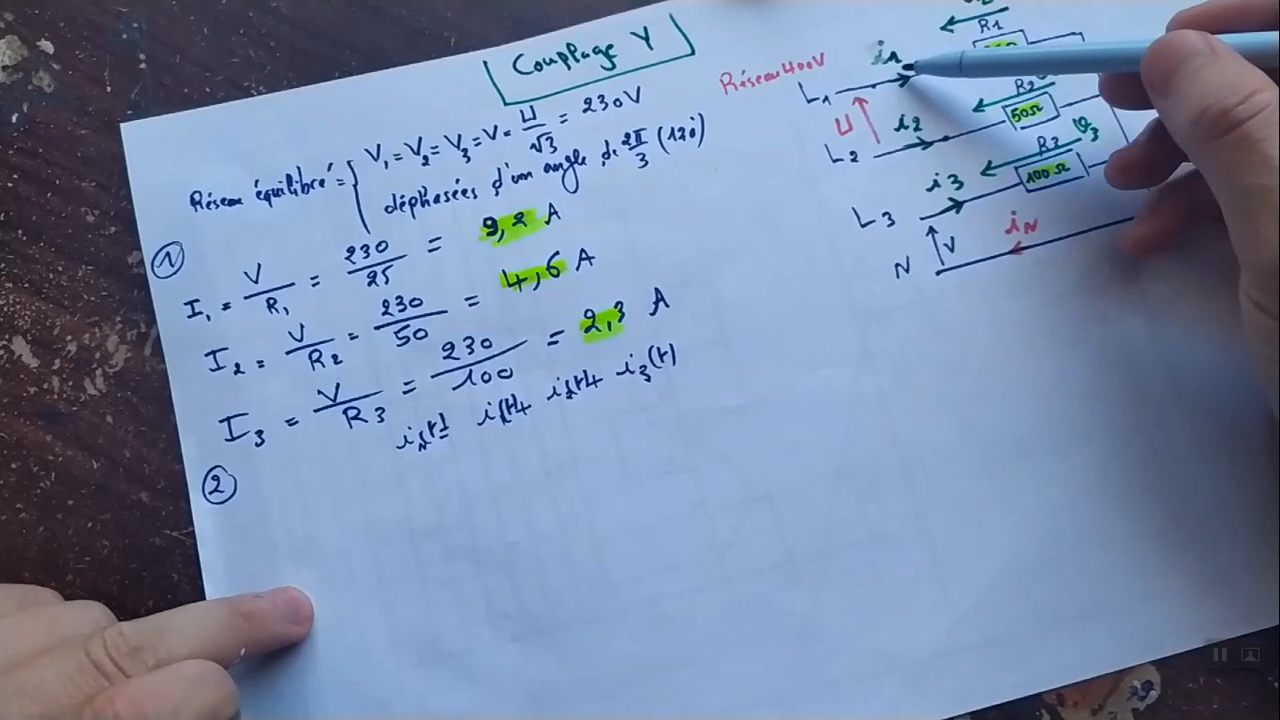 Couplage Y
Réseau équilibré = { V1 = V2 = V3 = V = U/√3 = 230V
déphasées d'un angle de 2π/3 (120°)
① I1 = V/R1 = 230/25 = 9,2 A
I2 = V/R2 = 230/50 = 4,6 A
I3 = V/R3 = 230/100 = 2,3 A
② iN(t) = i1(t) + i2(t) + i3(t)
Réseau 400V
R1
L1 i1
U
R2
50Ω
L2 i2
R3 v3
100Ω
L3 i3
V iN
N